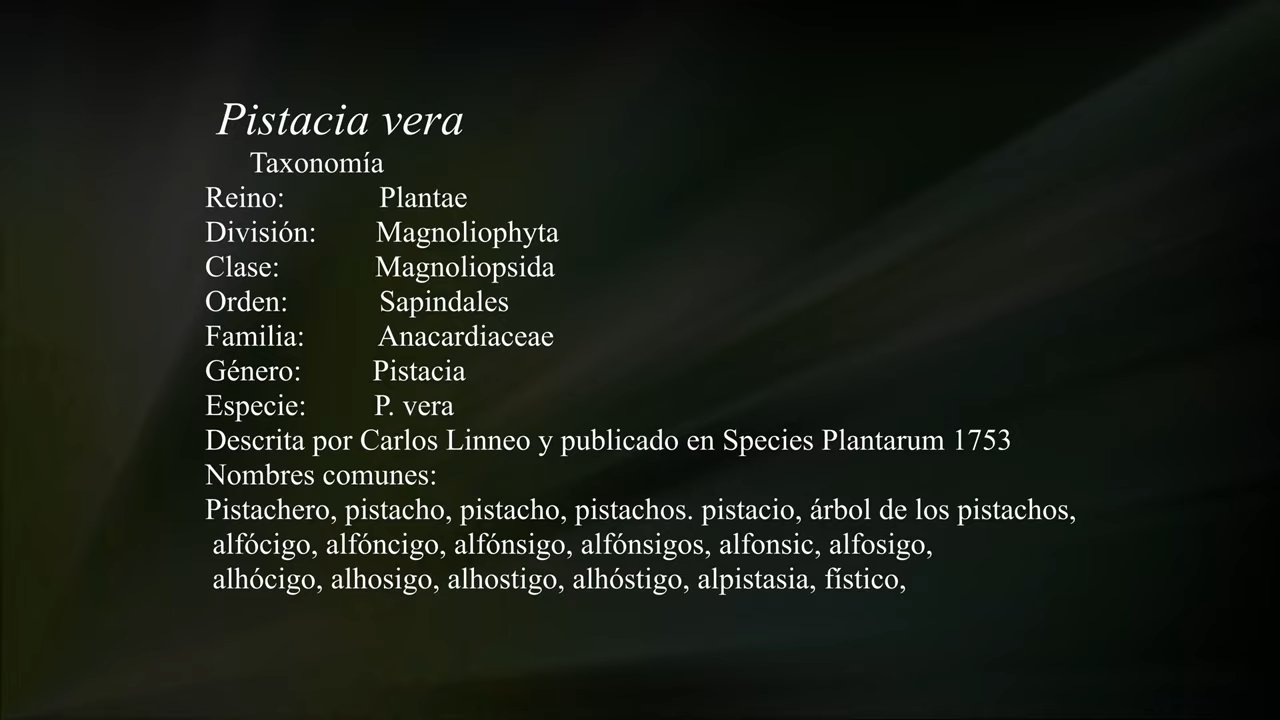 Pistacia vera
Taxonomía
Reino: Plantae
División: Magnoliophyta
Clase: Magnoliopsida
Orden: Sapindales
Familia: Anacardiaceae
Género: Pistacia
Especie: P. vera
Descrita por Carlos Linneo y publicado en Species Plantarum 1753
Nombres comunes:
Pistachero, pistacho, pistacho, pistachos. pistacio, árbol de los pistachos,
alfócigo, alfóncigo, alfónsigo, alfónsigos, alfonsic, alfosigo,
alhócigo, alhosigo, alhostigo, alhóstigo, alpistasia, fístico,